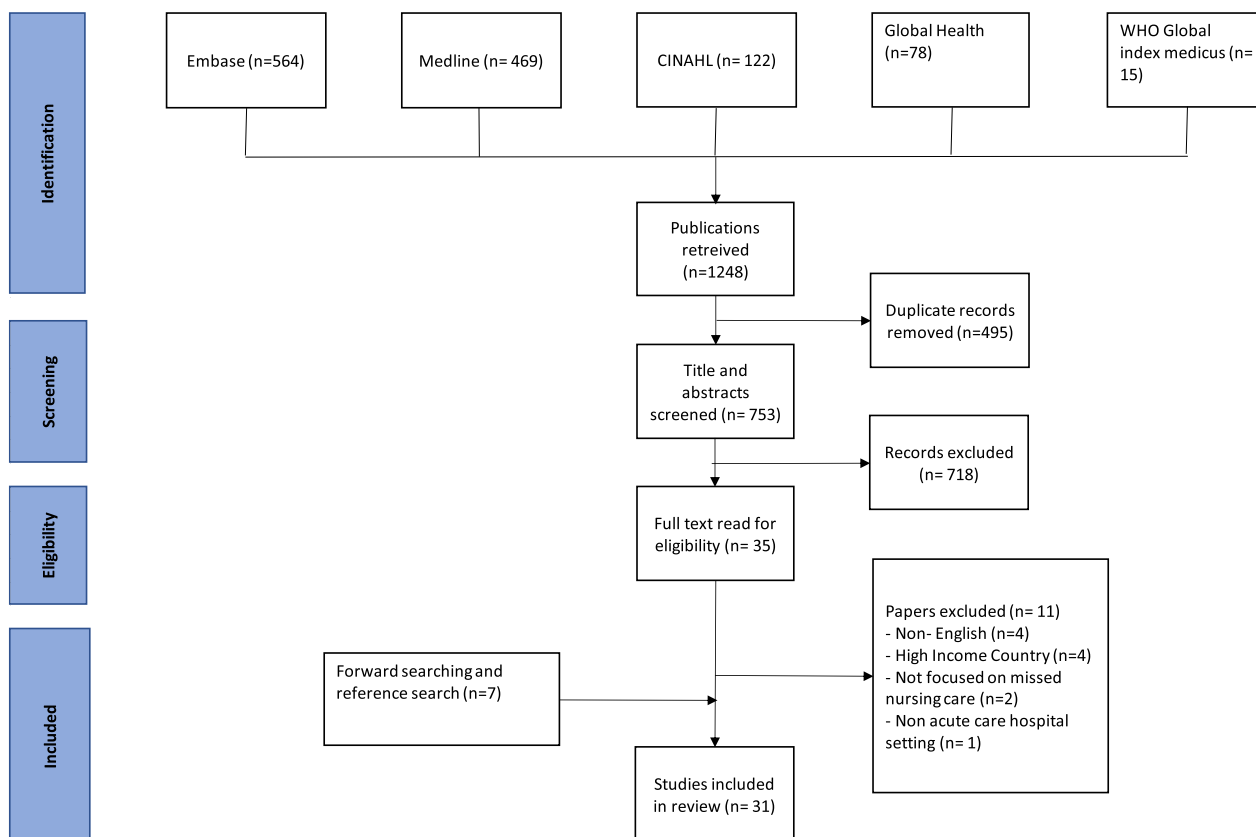 Identification
Embase (n=564)
Medline (n= 469)
CINAHL (n= 122)
Global Health
(n=78)
WHO Global
index medicus (n=
15)
Publications
retreived
(n=1248)
Duplicate records
removed (n=495)
Screening
Title and
abstracts
screened (n= 753)
Records excluded
(n= 718)
Eligibility
Full text read for
eligibility (n= 35)
Papers excluded (n= 11)
- Non- English (n=4)
- High Income Country (n=4)
- Not focused on missed
nursing care (n=2)
- Non acute care hospital
setting (n= 1)
Included
Forward searching and
reference search (n=7)
Studies included
in review (n= 31)